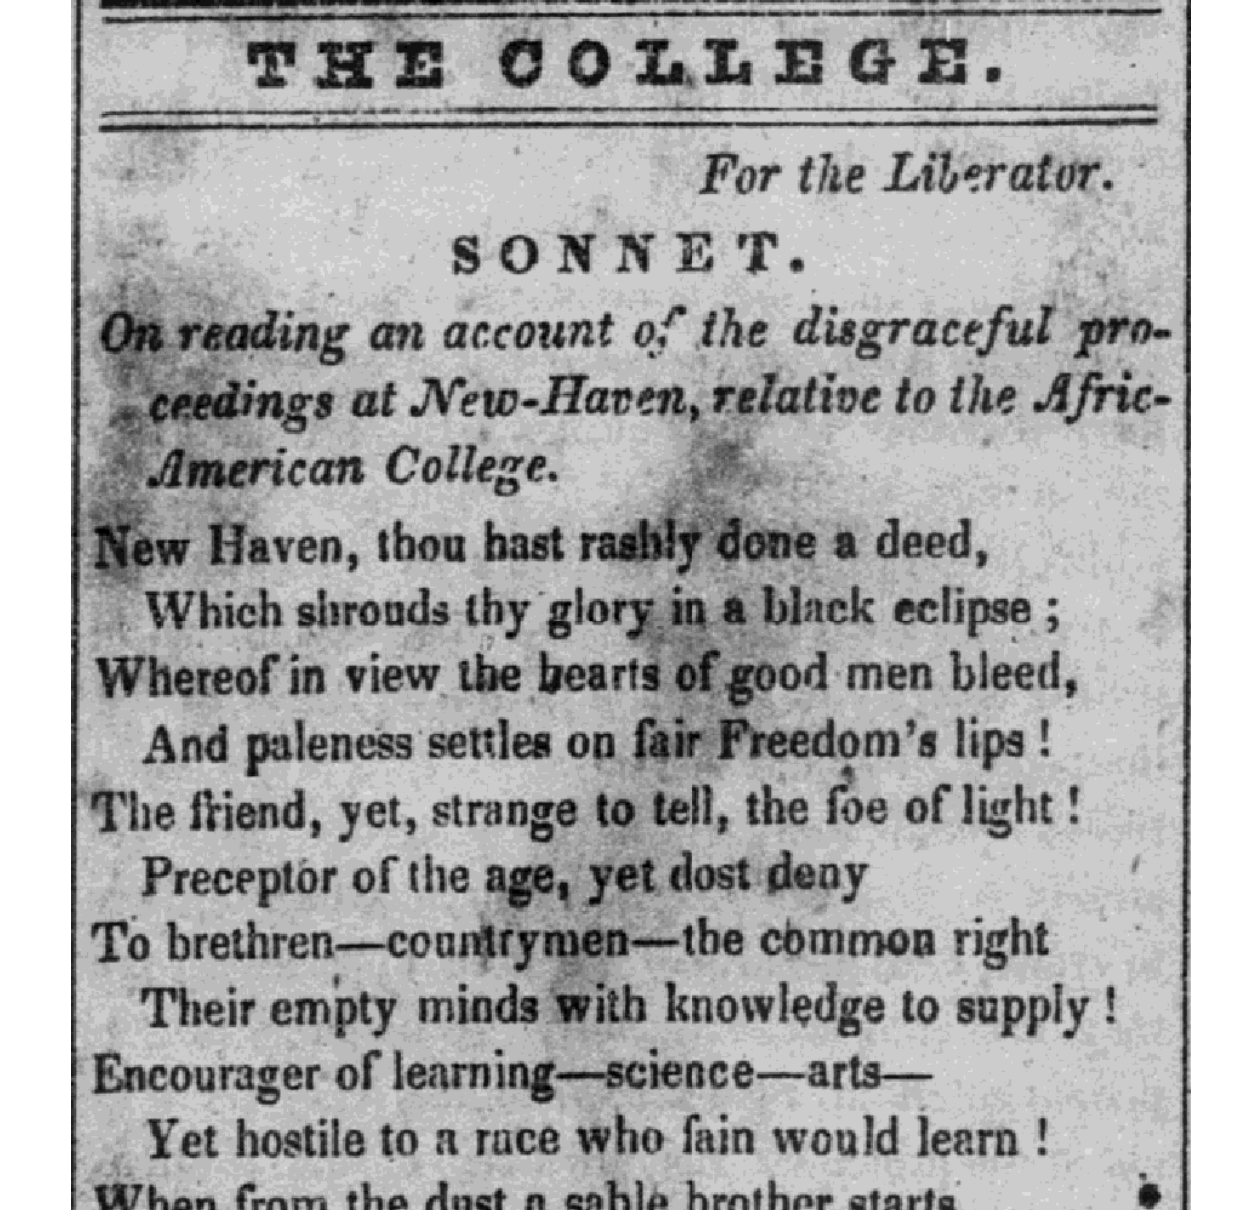 THE COLLEGE.
For the Liberator.
SONNET.
On reading an account of the disgraceful pro-
ceedings at New-Haven, relative to the Afric-
American College.
New Haven, thou hast rashly done a deed,
Which shrouds thy glory in a black eclipse ;
Whereof in view the hearts of good men bleed,
And paleness settles on fair Freedom's lips !
The friend, yet, strange to tell, the foe of light !
Preceptor of the age, yet dost deny
To brethren—countrymen—the common right
Their empty minds with knowledge to supply !
Encourager of learning—science—arts—
Yet hostile to a race who fain would learn !
When from the dust a sable brother starts